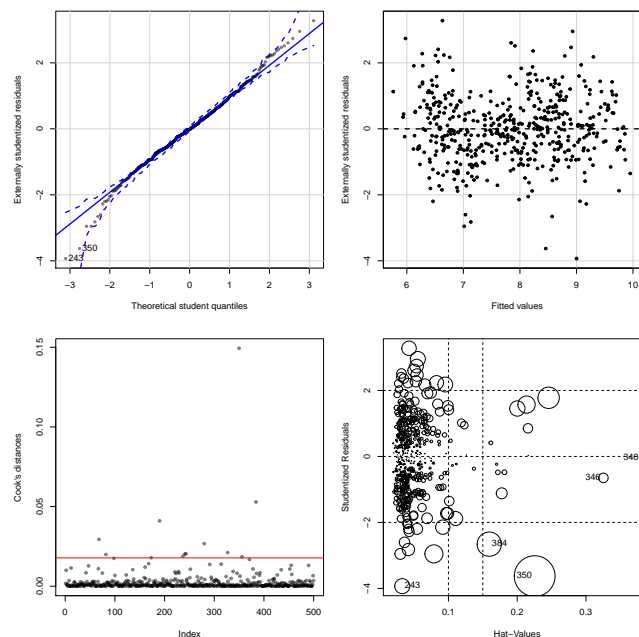 Externally studentized residuals
2
0
−2
−4
350
243
−3 −2 −1 0 1 2 3
Theoretical student quantiles
Externally studentized residuals
2
0
−2
−4
6 7 8 9 10
Fitted values
Cook's distances
0.15
0.10
0.05
0.00
0 100 200 300 400 500
Index
Studentized Residuals
2
0
−2
−4
346
384
350
243
0.1 0.2 0.3
Hat−Values